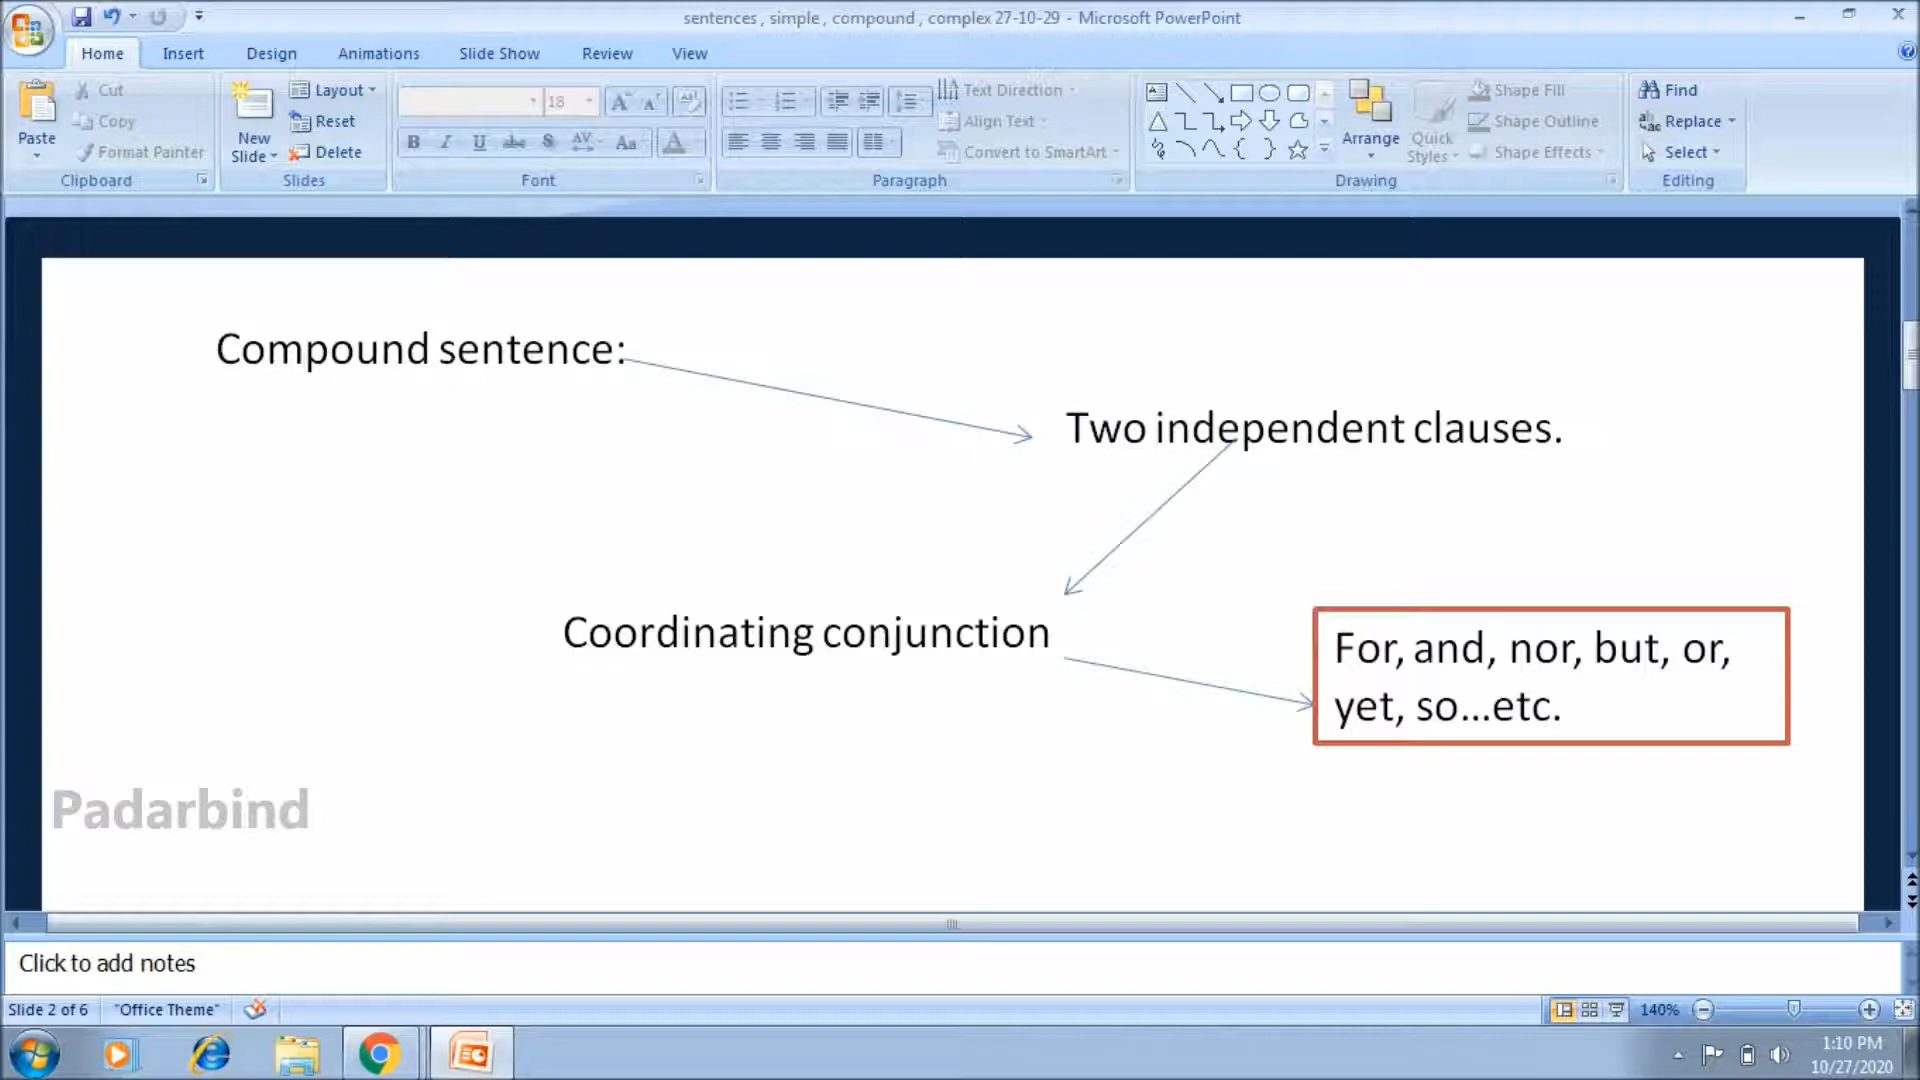 sentences , simple , compound , complex 27-10-29 - Microsoft PowerPoint
Home Insert Design Animations Slide Show Review View
Paste
Cut
Copy
Format Painter
Clipboard
New Slide
Layout
Reset
Delete
Slides
18
B I U abc S AV Aa A
Font
Text Direction
Align Text
Convert to SmartArt
Paragraph
Arrange
Quick Styles
Shape Fill
Shape Outline
Shape Effects
Drawing
Find
Replace
Select
Editing
Compound sentence:
Two independent clauses.
Coordinating conjunction
For, and, nor, but, or,
yet, so...etc.
Padarbind
Click to add notes
Slide 2 of 6 "Office Theme" 140%
1:10 PM
10/27/2020